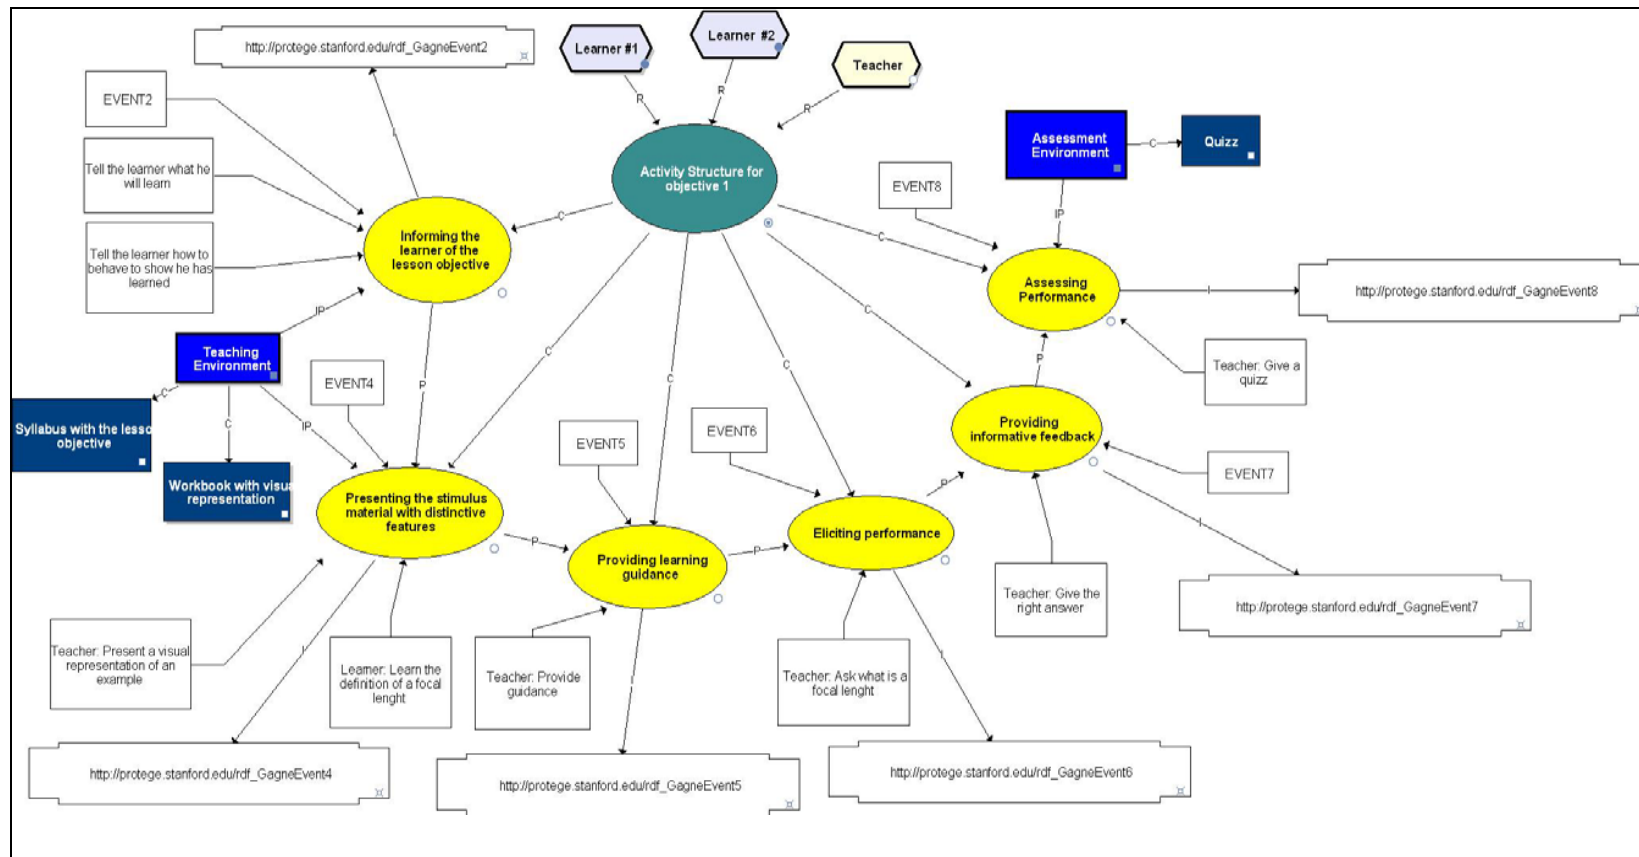 http://protege.stanford.edu/rdf_GagneEvent2
Learner #1
Learner #2
Teacher
R
R
R
EVENT2
I
Tell the learner what he
will learn
Tell the learner how to
behave to show he has
learned
Informing the
learner of the
lesson objective
C
Activity Structure for
objective 1
EVENT8
Assessment
Environment
C
Quizz
IP
C
Assessing
Performance
I
http://protege.stanford.edu/rdf_GagneEvent8
IP
Teaching
Environment
C
C
IP
Syllabus with the lesso
objective
Workbook with visua
representation
EVENT4
P
C
C
C
C
P
Teacher: Give a
quizz
Providing
informative feedback
EVENT7
EVENT5
EVENT6
Presenting the stimulus
material with distinctive
features
P
Providing learning
guidance
P
Eliciting performance
P
I
Teacher: Give the
right answer
http://protege.stanford.edu/rdf_GagneEvent7
Teacher: Present a visual
representation of an
example
I
Learner: Learn the
definition of a focal
lenght
Teacher: Provide
guidance
I
Teacher: Ask what is a
focal lenght
I
http://protege.stanford.edu/rdf_GagneEvent4
http://protege.stanford.edu/rdf_GagneEvent5
http://protege.stanford.edu/rdf_GagneEvent6